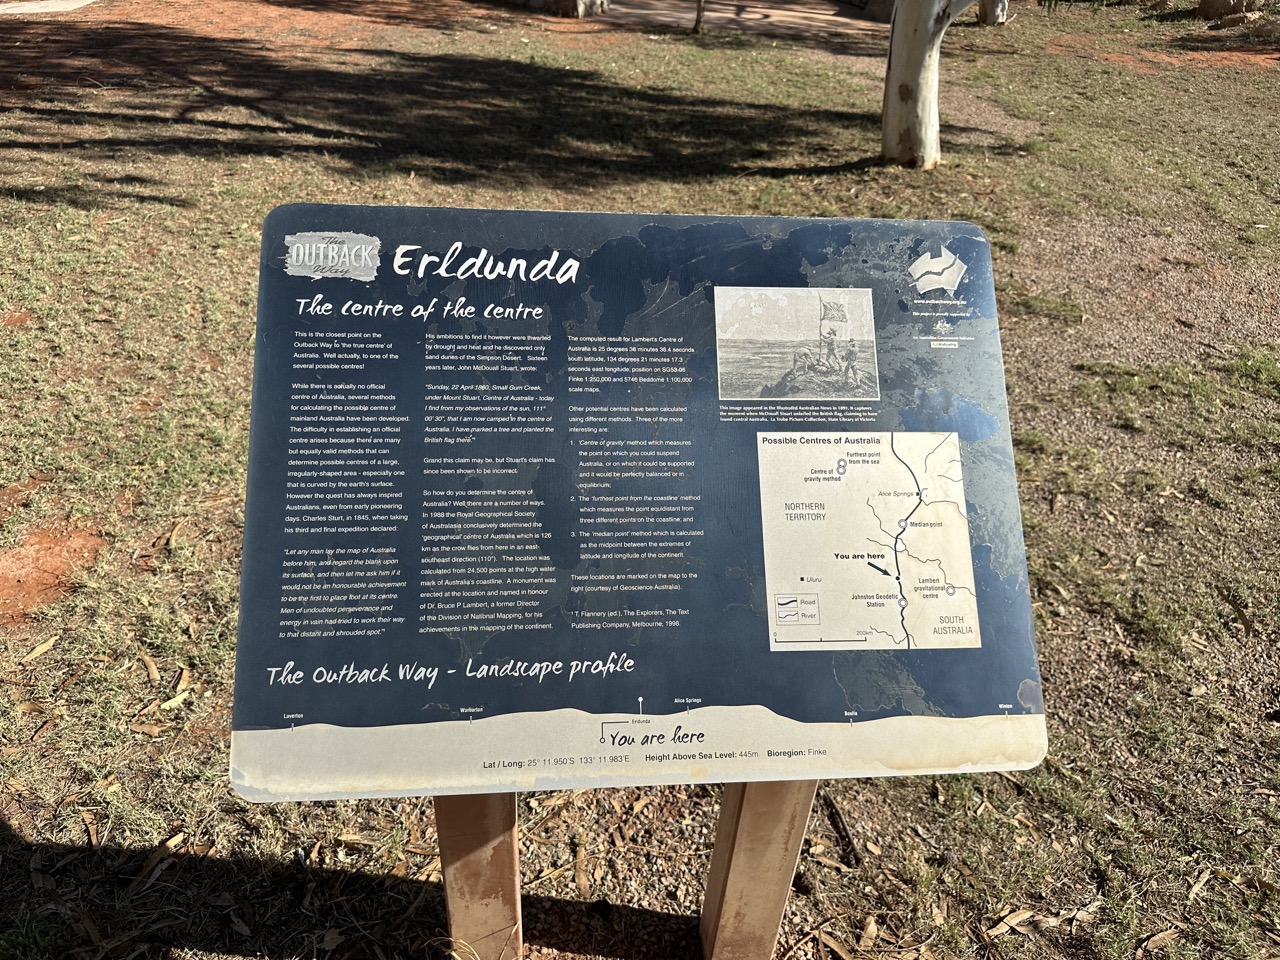 The
OUTBACK
Way
Erldunda
The centre of the centre
This is the closest point on the
Outback Way to 'the true centre' of
Australia. Well actually, to one of the
several possible centres!
While there is actually no official
centre of Australia, several methods
for calculating the possible centre of
mainland Australia have been developed.
The difficulty in establishing an official
centre arises because there are many
but equally valid methods that can
determine possible centres of a large,
irregularly-shaped area - especially one
that is curved by the earth's surface.
However the quest has always inspired
Australians, even from early pioneering
days. Charles Sturt, in 1845, when taking
his third and final expedition declared:
"Let any man lay the map of Australia
before him, and regard the blank upon
its surface, and then let me ask him if it
would not be an honourable achievement
to be the first to place foot at its centre.
Men of undoubted perseverance and
energy in vain had tried to work their way
to that distant and shrouded spot."
His ambitions to find it however were thwarted
by drought and heat and he discovered only
sand dunes of the Simpson Desert. Sixteen
years later, John McDouall Stuart, wrote:
"Sunday, 22 April 1860, Small Gum Creek,
under Mount Stuart, Centre of Australia - today
I find from my observations of the sun, 111°
00' 30", that I am now camped in the centre of
Australia. I have marked a tree and planted the
British flag there."
Grand this claim may be, but Stuart's claim has
since been shown to be incorrect.
So how do you determine the centre of
Australia? Well there are a number of ways.
In 1988 the Royal Geographical Society
of Australasia conclusively determined the
'geographical' centre of Australia which is 126
km as the crow flies from here in an east-
southeast direction (110°). The location was
calculated from 24,500 points at the high water
mark of Australia's coastline. A monument was
erected at the location and named in honour
of Dr. Bruce P Lambert, a former Director
of the Division of National Mapping, for his
achievements in the mapping of the continent.
The computed result for Lambert's Centre of
Australia is 25 degrees 36 minutes 36.4 seconds
south latitude, 134 degrees 21 minutes 17.3
seconds east longitude; position on SG53-06
Finke 1:250,000 and 5746 Beddome 1:100,000
scale maps.
Other potential centres have been calculated
using different methods. Three of the more
interesting are:
1. 'Centre of gravity' method which measures
the point on which you could suspend
Australia, or on which it could be supported
and it would be perfectly balanced or in
equilibrium;
2. The 'furthest point from the coastline' method
which measures the point equidistant from
three different points on the coastline; and
3. The 'median point' method which is calculated
as the midpoint between the extremes of
latitude and longitude of the continent.
These locations are marked on the map to the
right (courtesy of Geoscience Australia).
T. Flannery (ed.), The Explorers, The Text
Publishing Company, Melbourne, 1998.
www.outbackway.org.au
This project is proudly supported by
This image appeared in the Illustrated Australian News in 1891. It captures
the moment when McDouall Stuart unfurled the British flag, claiming to have
found central Australia. La Trobe Picture Collection, State Library of Victoria
Possible Centres of Australia
Furthest point
from the sea
Centre of
gravity method
Alice Springs
NORTHERN
TERRITORY
Median point
You are here
Uluru
Lambert
gravitational
centre
Johnston Geodetic
Station
Road
River
SOUTH
AUSTRALIA
0 200km
The Outback Way - Landscape profile
Laverton
Warburton
Erldunda
Alice Springs
Boulia
Winton
You are here
Lat / Long: 25° 11.950'S 133° 11.983'E Height Above Sea Level: 445m Bioregion: Finke